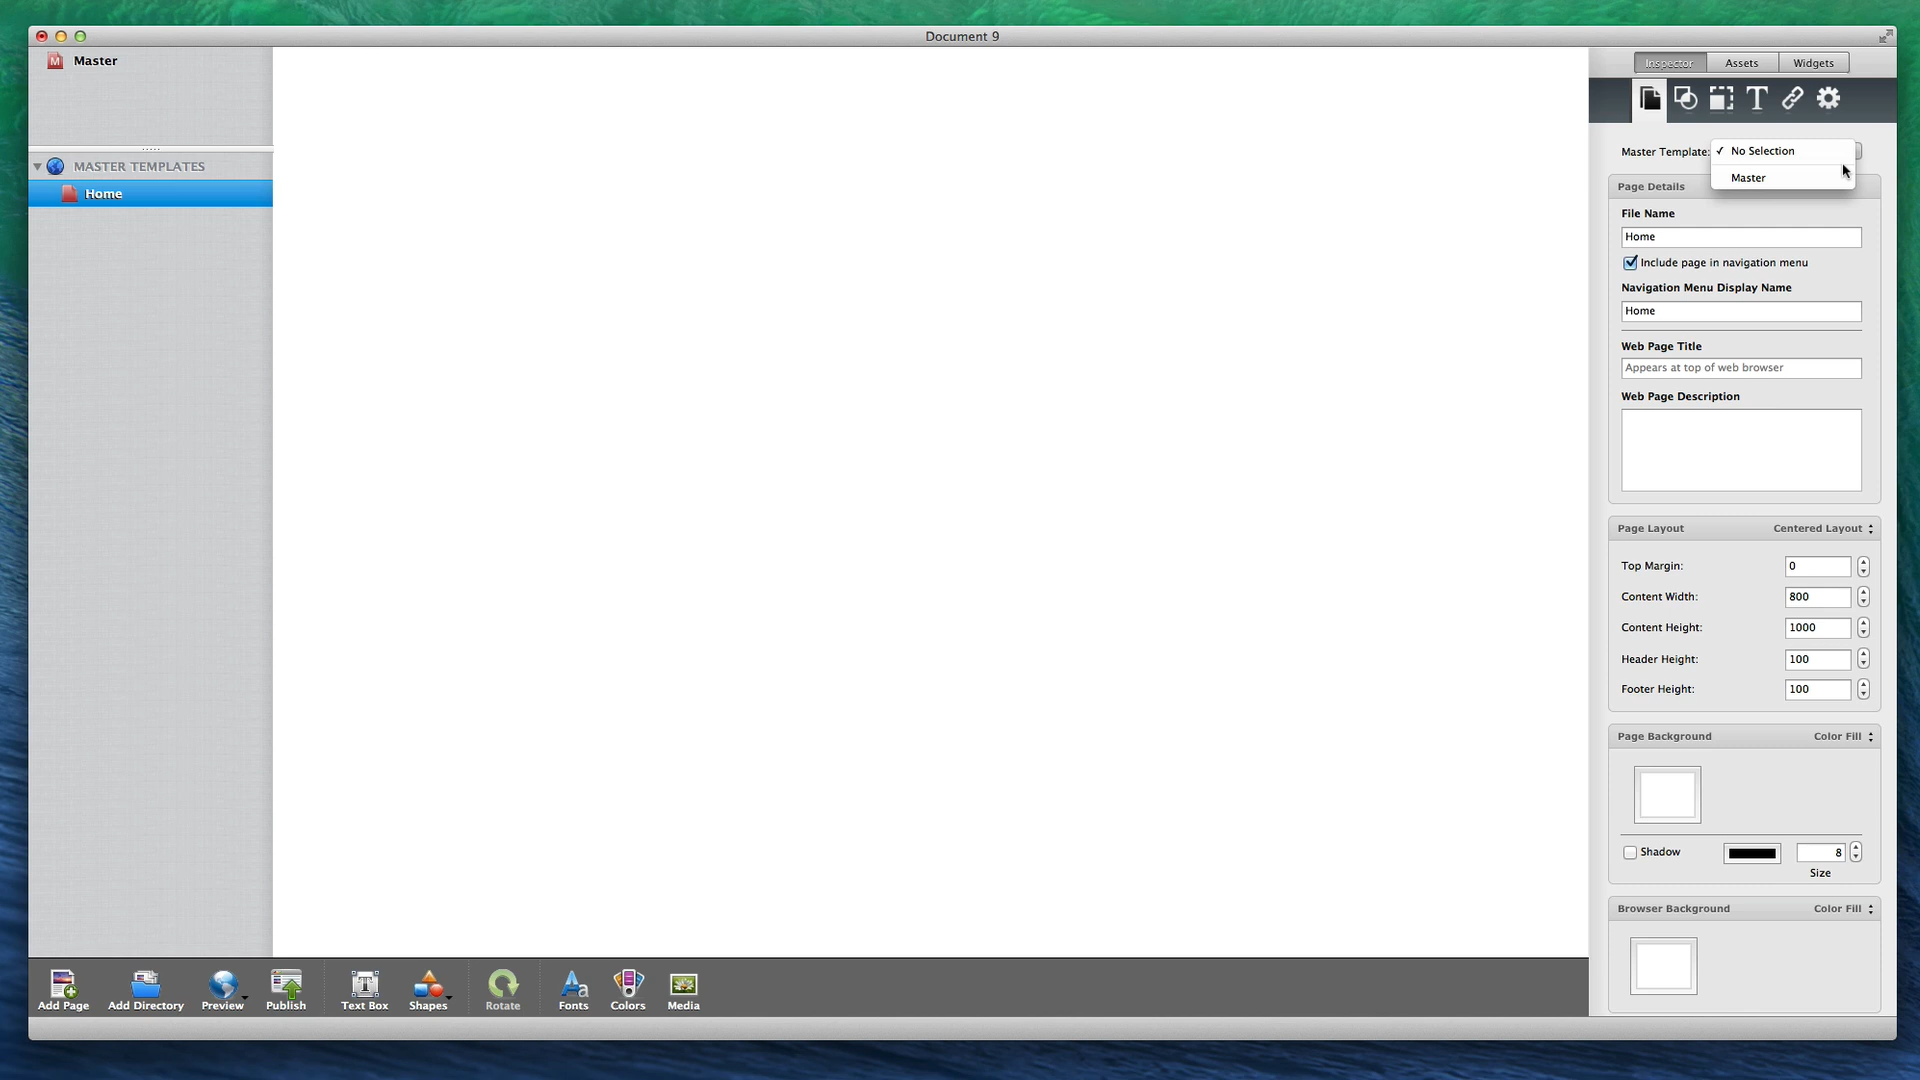 Document 9
M Master
MASTER TEMPLATES
Home
Inspector Assets Widgets
T
Master Template: ✓ No Selection
Master
Page Details
File Name
Home
Include page in navigation menu
Navigation Menu Display Name
Home
Web Page Title
Appears at top of web browser
Web Page Description
Page Layout Centered Layout
Top Margin: 0
Content Width: 800
Content Height: 1000
Header Height: 100
Footer Height: 100
Page Background Color Fill
Shadow 8
Size
Browser Background Color Fill
T A
Add Page Add Directory Preview Publish Text Box Shapes Rotate Fonts Colors Media